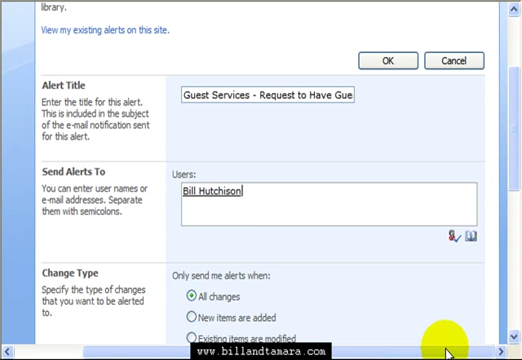 library.
View my existing alerts on this site.
OK Cancel
Alert Title
Enter the title for this alert.
This is included in the subject
of the e-mail notification sent
for this alert.
Guest Services - Request to Have Gue
Send Alerts To
You can enter user names or
e-mail addresses. Separate
them with semicolons.
Users:
Bill Hutchison
Change Type
Specify the type of changes
that you want to be alerted
to.
Only send me alerts when:
All changes
New items are added
Existing items are modified
www.billandtamara.com